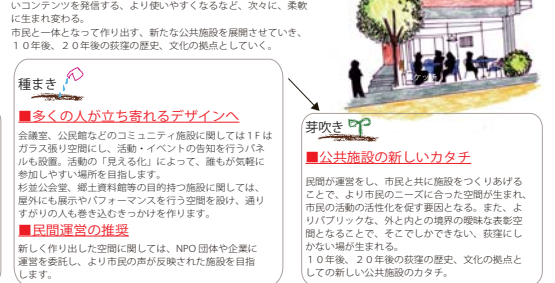 いコンテンツを発信する、より使いやすくなるなど、次々に、柔軟
に生まれ変わる。
市民と一体となって作り出す、新たな公共施設を展開させていき、
１０年後、２０年後の荻窪の歴史、文化の拠点としていく。
種まき
■多くの人が立ち寄れるデザインへ
会議室、公民館などのコミュニティ施設に関しては１Ｆは
ガラス張り空間にし、活動・イベントの告知を行うパネ
ルも設置。活動の「見える化」によって、誰もが気軽に
参加しやすい場所を目指します。
杉並公会堂、郷土資料館等の目的持つ施設に関しては、
屋外にも展示やパフォーマンスを行う空間を設け、通り
すがりの人も巻き込むきっかけを作ります。
■民間運営の推奨
新しく作り出した空間に関しては、NPO 団体や企業に
運営を委託し、より市民の声が反映された施設を目指
します。
芽吹き
■公共施設の新しいカタチ
民間が運営をし、市民と共に施設をつくりあげる
ことで、より市民のニーズに合った空間が生まれ、
市民の活動の活性化を促す要因となる。また、よ
りパブリックな、外と内との境界の曖昧な表彰空
間となることで、そこでしかできない、荻窪にし
かない場が生まれる。
１０年後、２０年後の荻窪の歴史、文化の拠点と
しての新しい公共施設のカタチ。